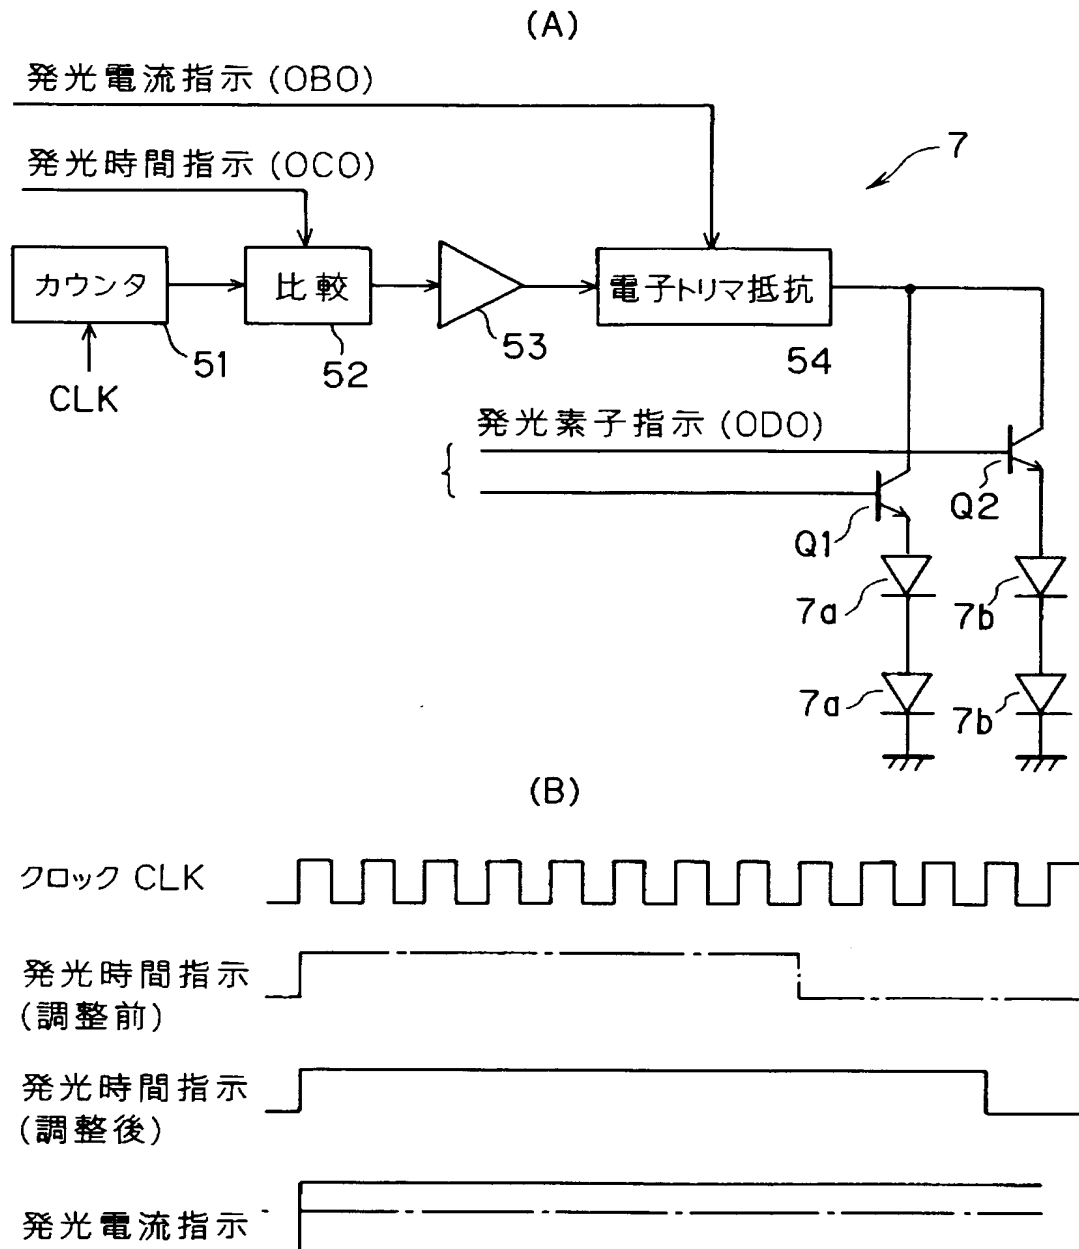 (A)
発光電流指示(OBO)
発光時間指示(OCO)
7
カウンタ
比較
電子トリマ抵抗
51
52
53
54
CLK
発光素子指示(ODO)
Q1
Q2
7a
7b
7a
7b
(B)
クロック CLK
発光時間指示
(調整前)
発光時間指示
(調整後)
発光電流指示